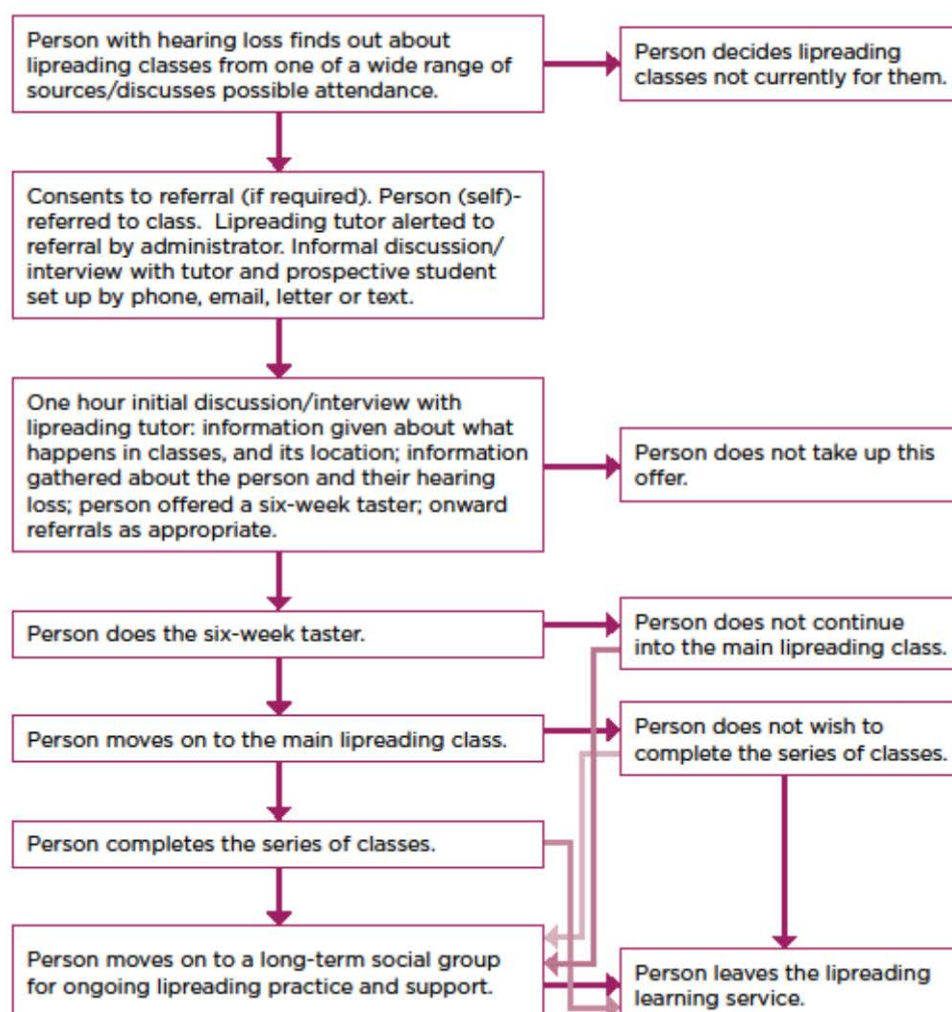 Person with hearing loss finds out about
lipreading classes from one of a wide range of
sources/discusses possible attendance.
Person decides lipreading
classes not currently for them.
Consents to referral (if required). Person (self)-
referred to class. Lipreading tutor alerted to
referral by administrator. Informal discussion/
interview with tutor and prospective student
set up by phone, email, letter or text.
One hour initial discussion/interview with
lipreading tutor: information given about what
happens in classes, and its location; information
gathered about the person and their hearing
loss; person offered a six-week taster; onward
referrals as appropriate.
Person does not take up this
offer.
Person does the six-week taster.
Person does not continue
into the main lipreading class.
Person moves on to the main lipreading class.
Person does not wish to
complete the series of classes.
Person completes the series of classes.
Person moves on to a long-term social group
for ongoing lipreading practice and support.
Person leaves the lipreading
learning service.